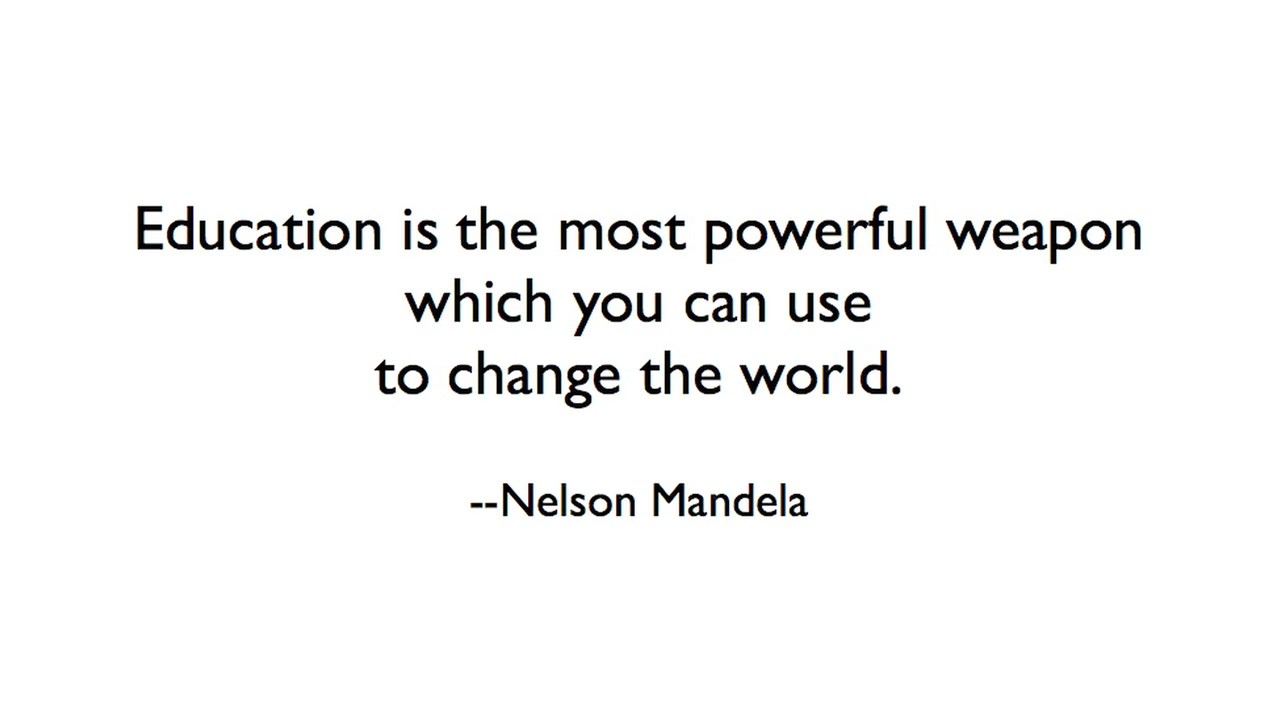 Education is the most powerful weapon
which you can use
to change the world.
--Nelson Mandela